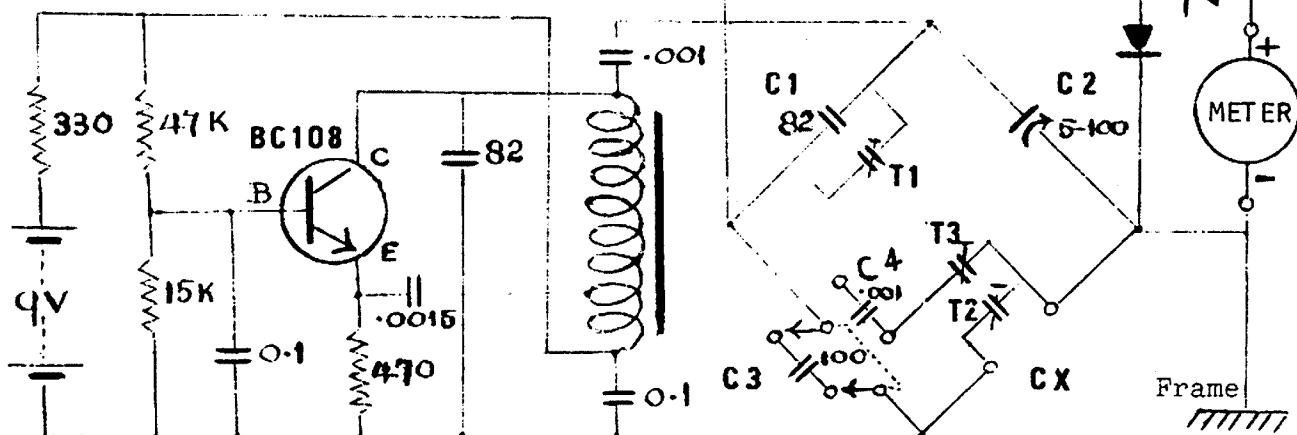 .001
C1
82
C2
5-100
+
METER
-
330
47K
BC108
C
B
E
82
T1
T3
C4
.001
T2
9V
15K
0.1
.0015
470
C3
100
CX
0.1
Frame